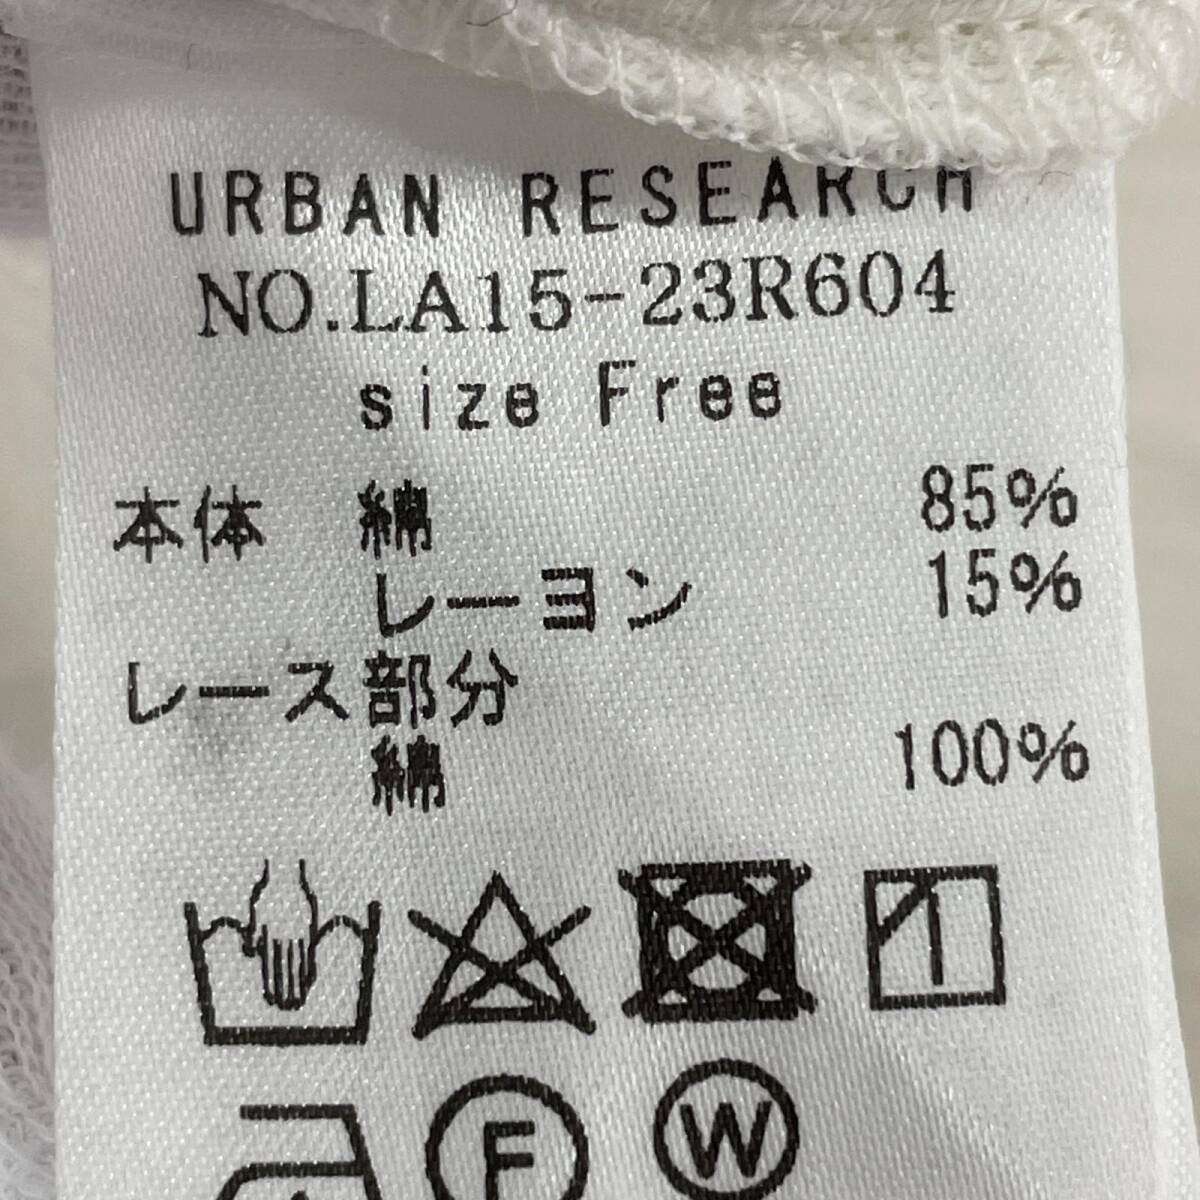 URBAN RESEARCH
NO.LA15-23R604
size Free
本体 綿 85%
レーヨン 15%
レース部分
綿 100%
F W